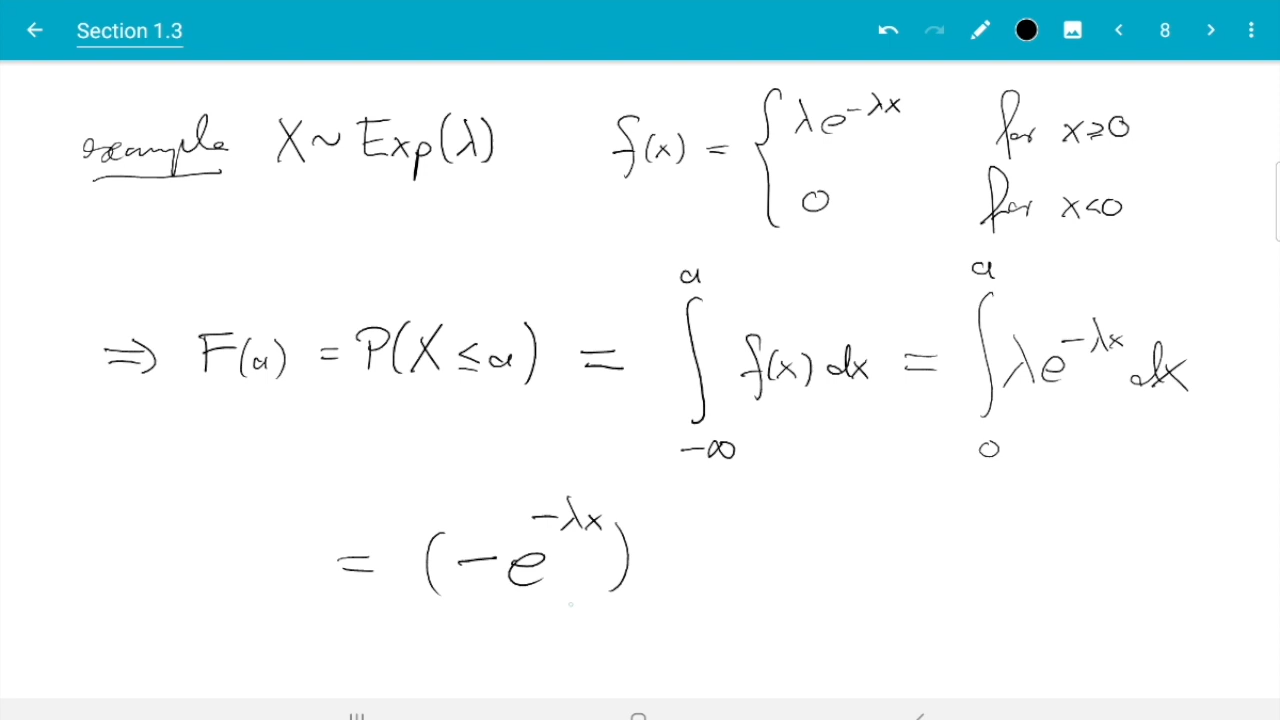 Section 1.3 8
example X ~ Exp(λ) f(x) = { λe^{-λx} for x≥0
0 for x<0
⇒ F(a) = P(X ≤ a) = ∫_{-∞}^{a} f(x) dx = ∫_{0}^{a} λe^{-λx} dx
= (-e^{-λx})